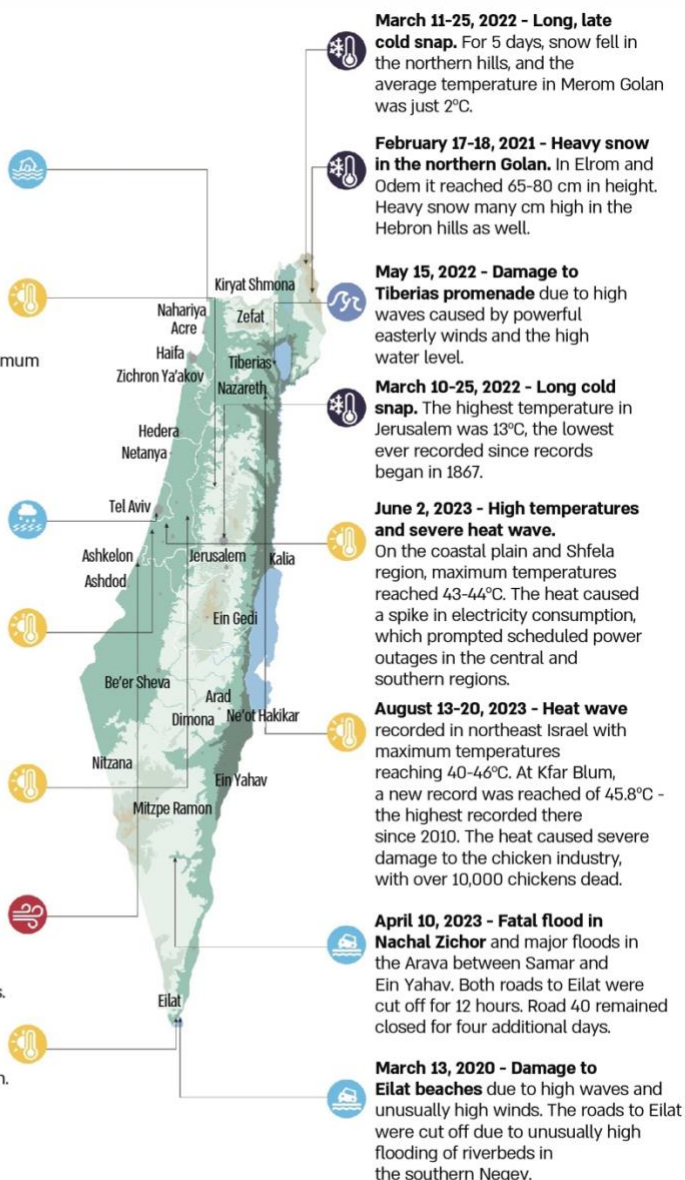 March 11-25, 2022 - Long, late
cold snap. For 5 days, snow fell in
the northern hills, and the
average temperature in Merom Golan
was just 2ºC.
February 17-18, 2021 - Heavy snow
in the northern Golan. In Elrom and
Odem it reached 65-80 cm in height.
Heavy snow many cm high in the
Hebron hills as well.
May 15, 2022 - Damage to
Tiberias promenade due to high
waves caused by powerful
easterly winds and the high
water level.
March 10-25, 2022 - Long cold
snap. The highest temperature in
Jerusalem was 13ºC, the lowest
ever recorded since records
began in 1867.
June 2, 2023 - High temperatures
and severe heat wave.
On the coastal plain and Shfela
region, maximum temperatures
reached 43-44ºC. The heat caused
a spike in electricity consumption,
which prompted scheduled power
outages in the central and
southern regions.
August 13-20, 2023 - Heat wave
recorded in northeast Israel with
maximum temperatures
reaching 40-46ºC. At Kfar Blum,
a new record was reached of 45.8ºC -
the highest recorded there
since 2010. The heat caused severe
damage to the chicken industry,
with over 10,000 chickens dead.
April 10, 2023 - Fatal flood in
Nachal Zichor and major floods in
the Arava between Samar and
Ein Yahav. Both roads to Eilat were
cut off for 12 hours. Road 40 remained
closed for four additional days.
March 13, 2020 - Damage to
Eilat beaches due to high waves and
unusually high winds. The roads to Eilat
were cut off due to unusually high
flooding of riverbeds in
the southern Negev.
Kiryat Shmona
Nahariya
Zefat
Acre
Haifa
Tiberias
Zichron Ya'akov
Nazareth
Hedera
Netanya
Tel Aviv
Jerusalem
Kalia
Ashkelon
Ashdod
Ein Gedi
Be'er Sheva
Arad
Dimona
Ne'ot Hakikar
Nitzana
Ein Yahav
Mitzpe Ramon
Eilat